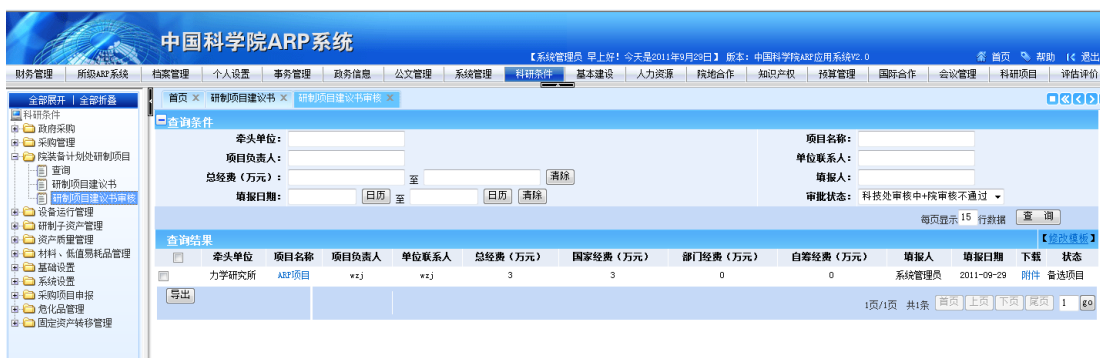 中国科学院ARP系统
【系统管理员 早上好！今天是2011年9月29日】 版本：中国科学院ARP应用系统V2.0
首页 帮助 退出
财务管理 所级ARP系统 档案管理 个人设置 事务管理 政务信息 公文管理 系统管理 科研条件 基本建设 人力资源 院地合作 知识产权 预算管理 国际合作 会议管理 科研项目 评估评价
全部展开 | 全部折叠
首页 × 研制项目建议书 × 研制项目建议书审核 ×
科研条件
政府采购
采购管理
院装备计划处研制项目
查询
研制项目建议书
研制项目建议书审核
设备运行管理
研制子资产管理
资产质里管理
材料、低值易耗品管理
基础设置
系统设置
采购项目申报
危化品管理
固定资产转移管理
查询条件
牵头单位： 项目名称：
项目负责人： 单位联系人：
总经费（万元）： 至 清除 填报人：
填报日期： 日历 至 日历 清除 审批状态： 科技处审核中+院审核不通过
每页显示 15 行数据 查 询
查询结果 【修改模板】
牵头单位 项目名称 项目负责人 单位联系人 总经费（万元） 国家经费（万元） 部门经费（万元） 自筹经费（万元） 填报人 填报日期 下载 状态
力学研究所 ARP项目 wzj wzj 3 3 0 0 系统管理员 2011-09-29 附件 备选项目
导出
1页/1页 共1条 首页 上页 下页 尾页 1 go